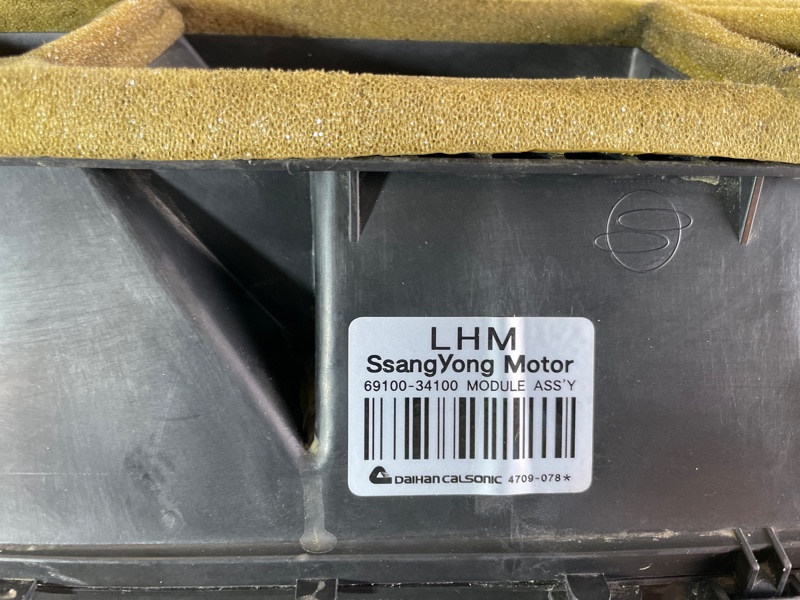 LHM
SsangYong Motor
69100-34100 MODULE ASS'Y
DAIHAN CALSONIC 4709-078*